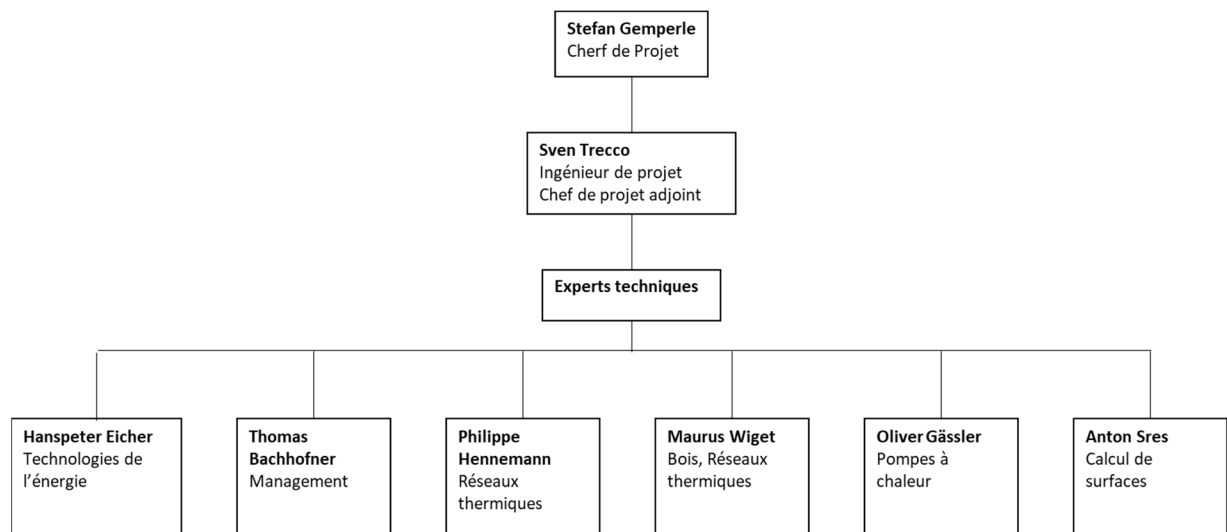 Stefan Gemperle
Cherf de Projet
Sven Trecco
Ingénieur de projet
Chef de projet adjoint
Experts techniques
Hanspeter Eicher
Technologies de
l’énergie
Thomas
Bachhofner
Management
Philippe
Hennemann
Réseaux
thermiques
Maurus Wiget
Bois, Réseaux
thermiques
Oliver Gässler
Pompes à
chaleur
Anton Sres
Calcul de
surfaces